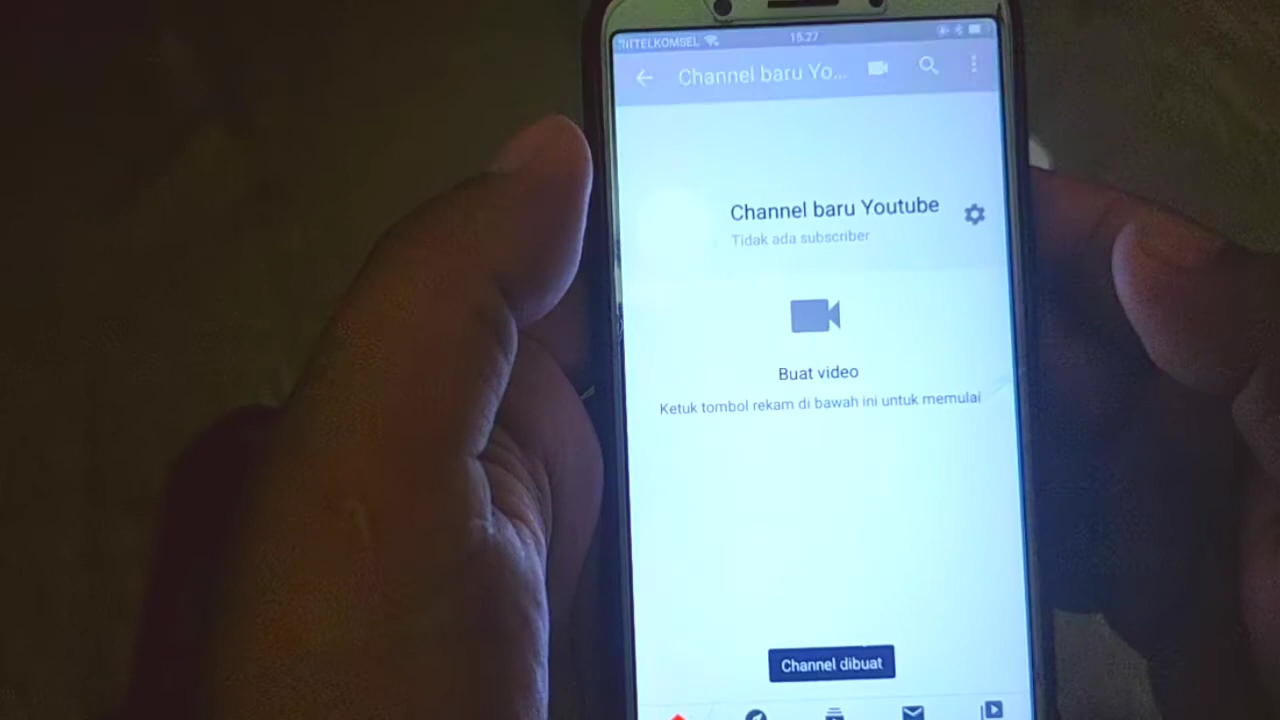 TELKOMSEL 15.27
Channel baru Yo...
Channel baru Youtube
Tidak ada subscriber
Buat video
Ketuk tombol rekam di bawah ini untuk memulai
Channel dibuat